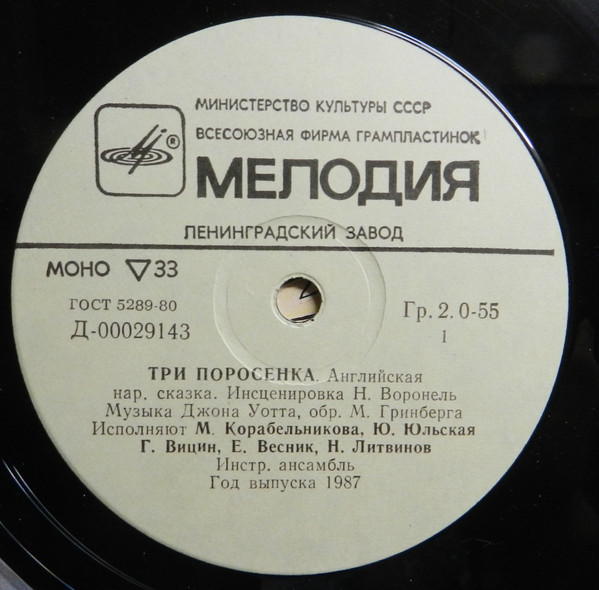 МИНИСТЕРСТВО КУЛЬТУРЫ СССР
ВСЕСОЮЗНАЯ ФИРМА ГРАМПЛАСТИНОК
®
МЕЛОДИЯ
ЛЕНИНГРАДСКИЙ ЗАВОД
МОНО ▽ 33
ГОСТ 5289-80
Д-00029143
Гр. 2. 0-55
1
ТРИ ПОРОСЕНКА. Английская
нар. сказка. Инсценировка Н. Воронель
Музыка Джона Уотта, обр. М. Гринберга
Исполняют М. Корабельникова, Ю. Юльская
Г. Вицин, Е. Весник, Н. Литвинов
Инстр. ансамбль
Год выпуска 1987